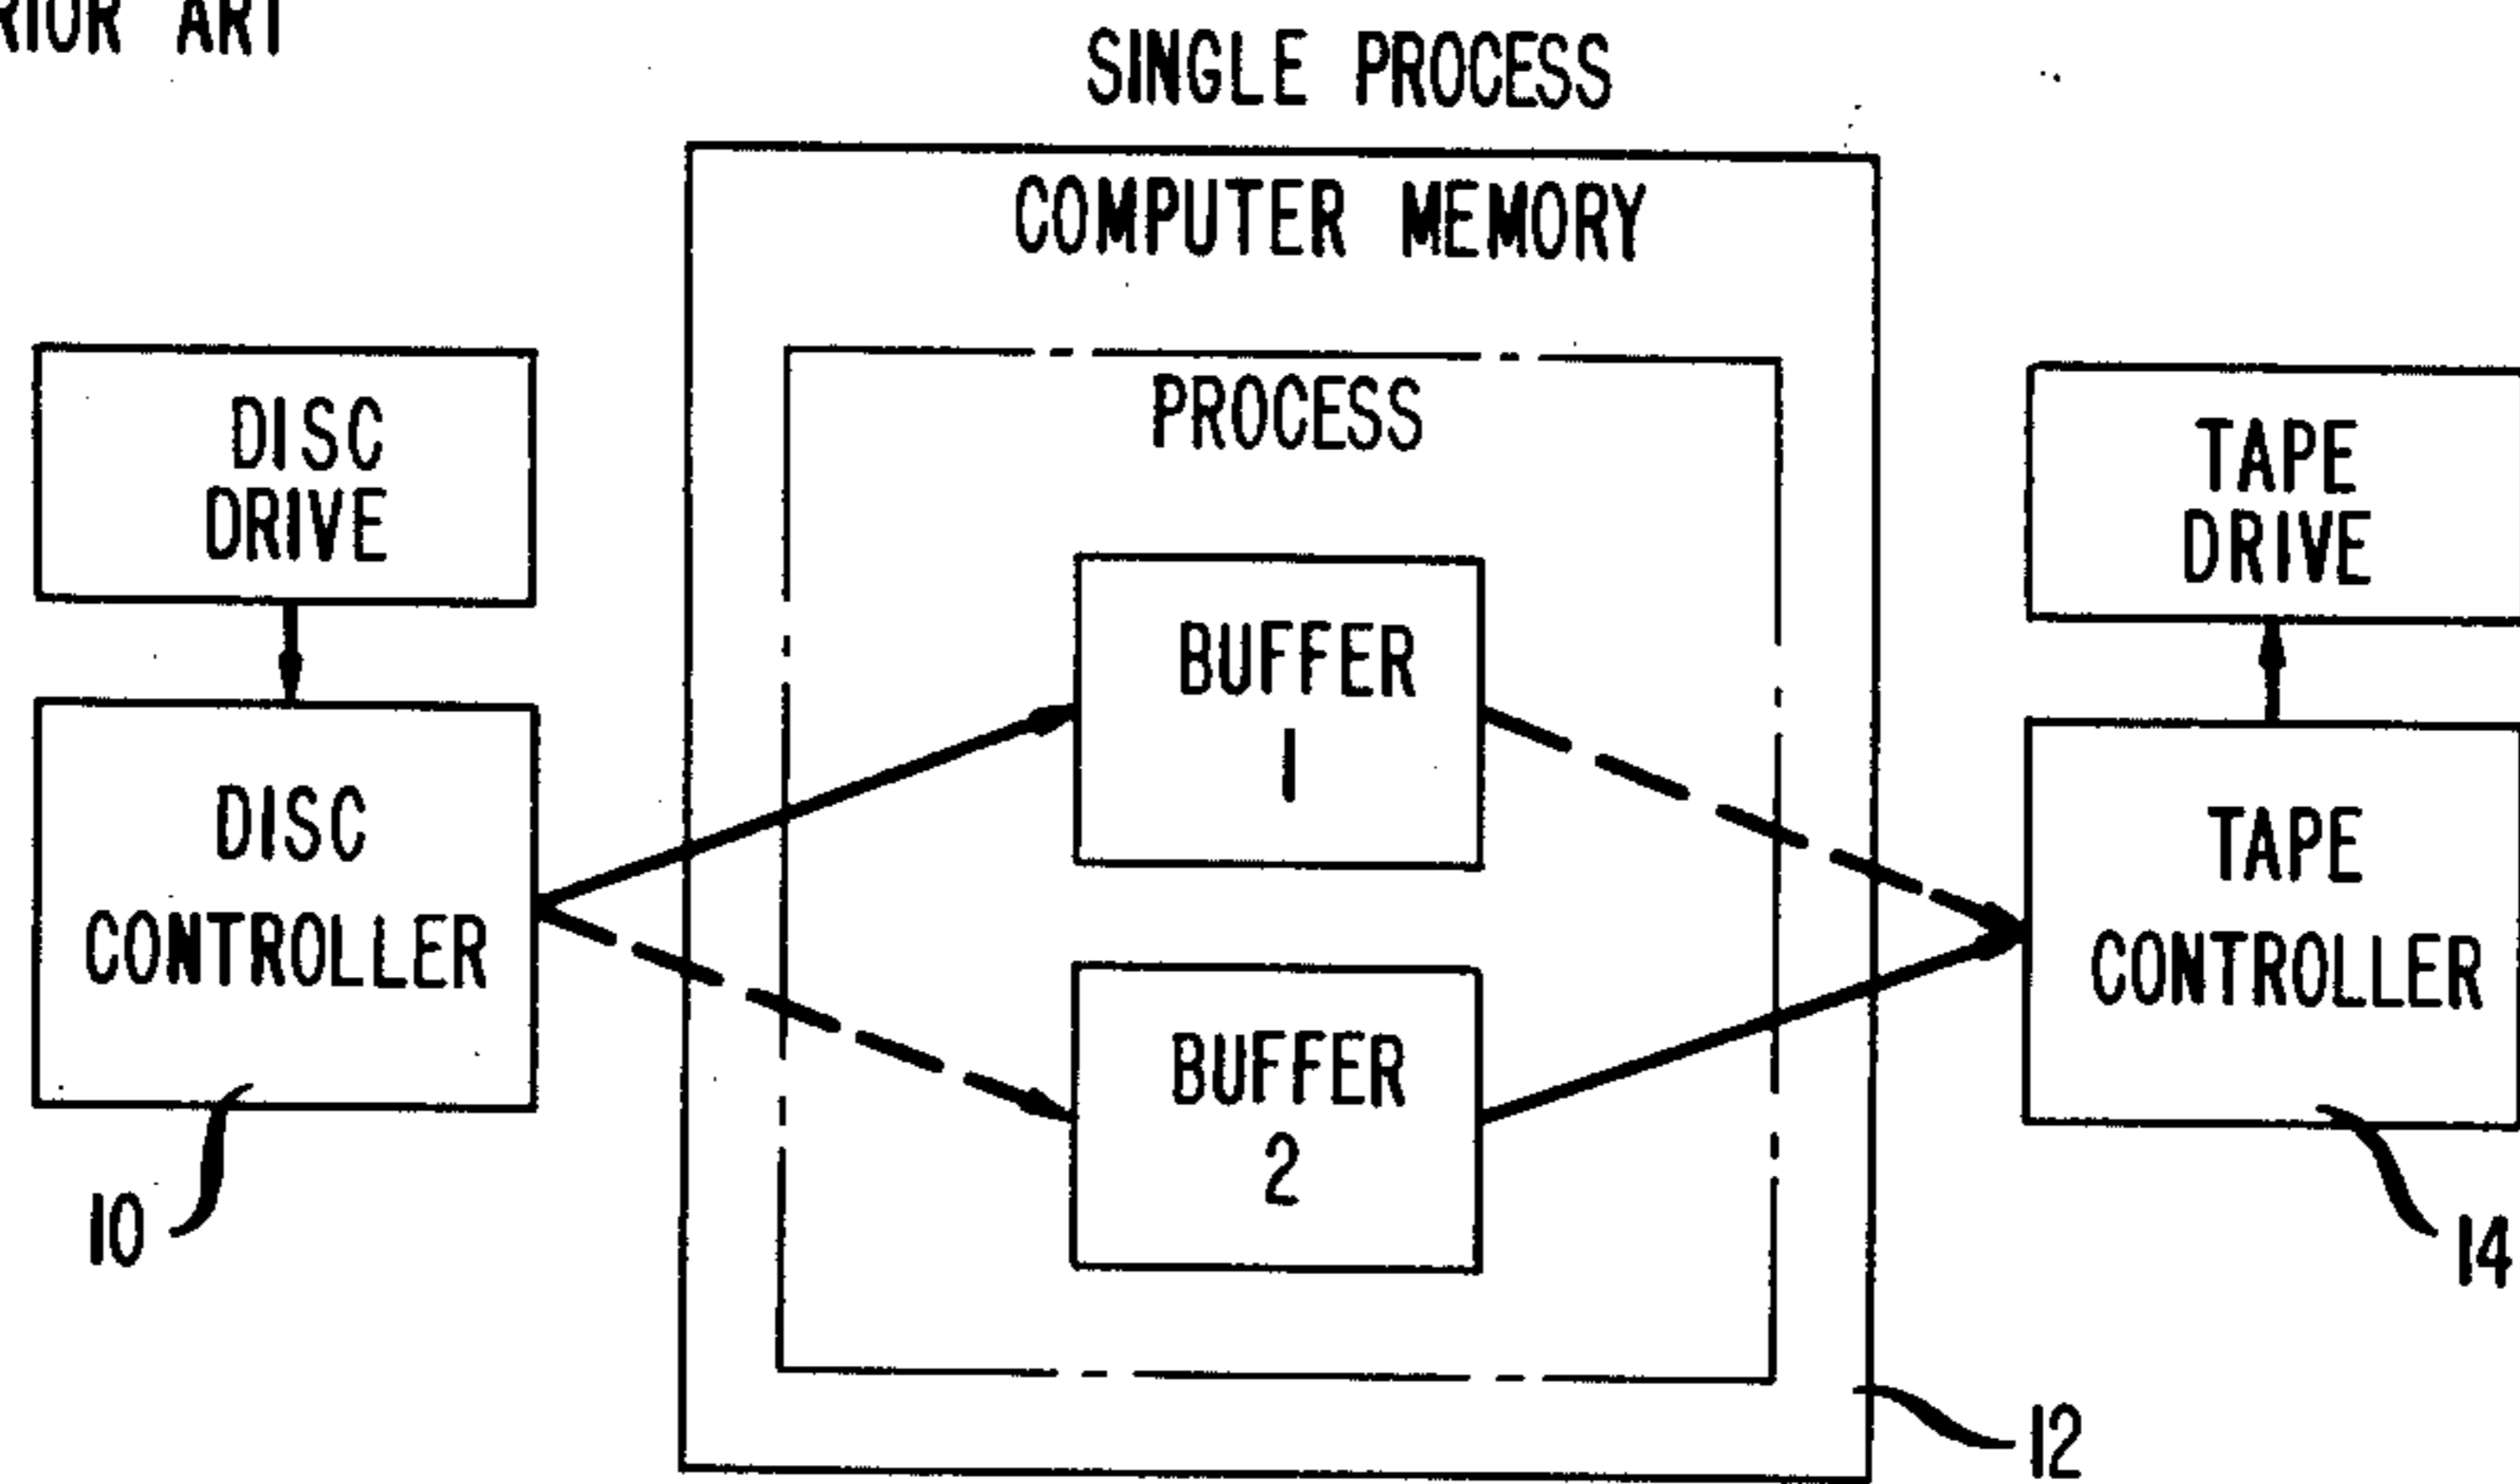 ART
SINGLE PROCESS
COMPUTER MEMORY
PROCESS
DISC
DRIVE
TAPE
DRIVE
BUFFER
1
DISC
CONTROLLER
TAPE
CONTROLLER
BUFFER
2
10
14
12